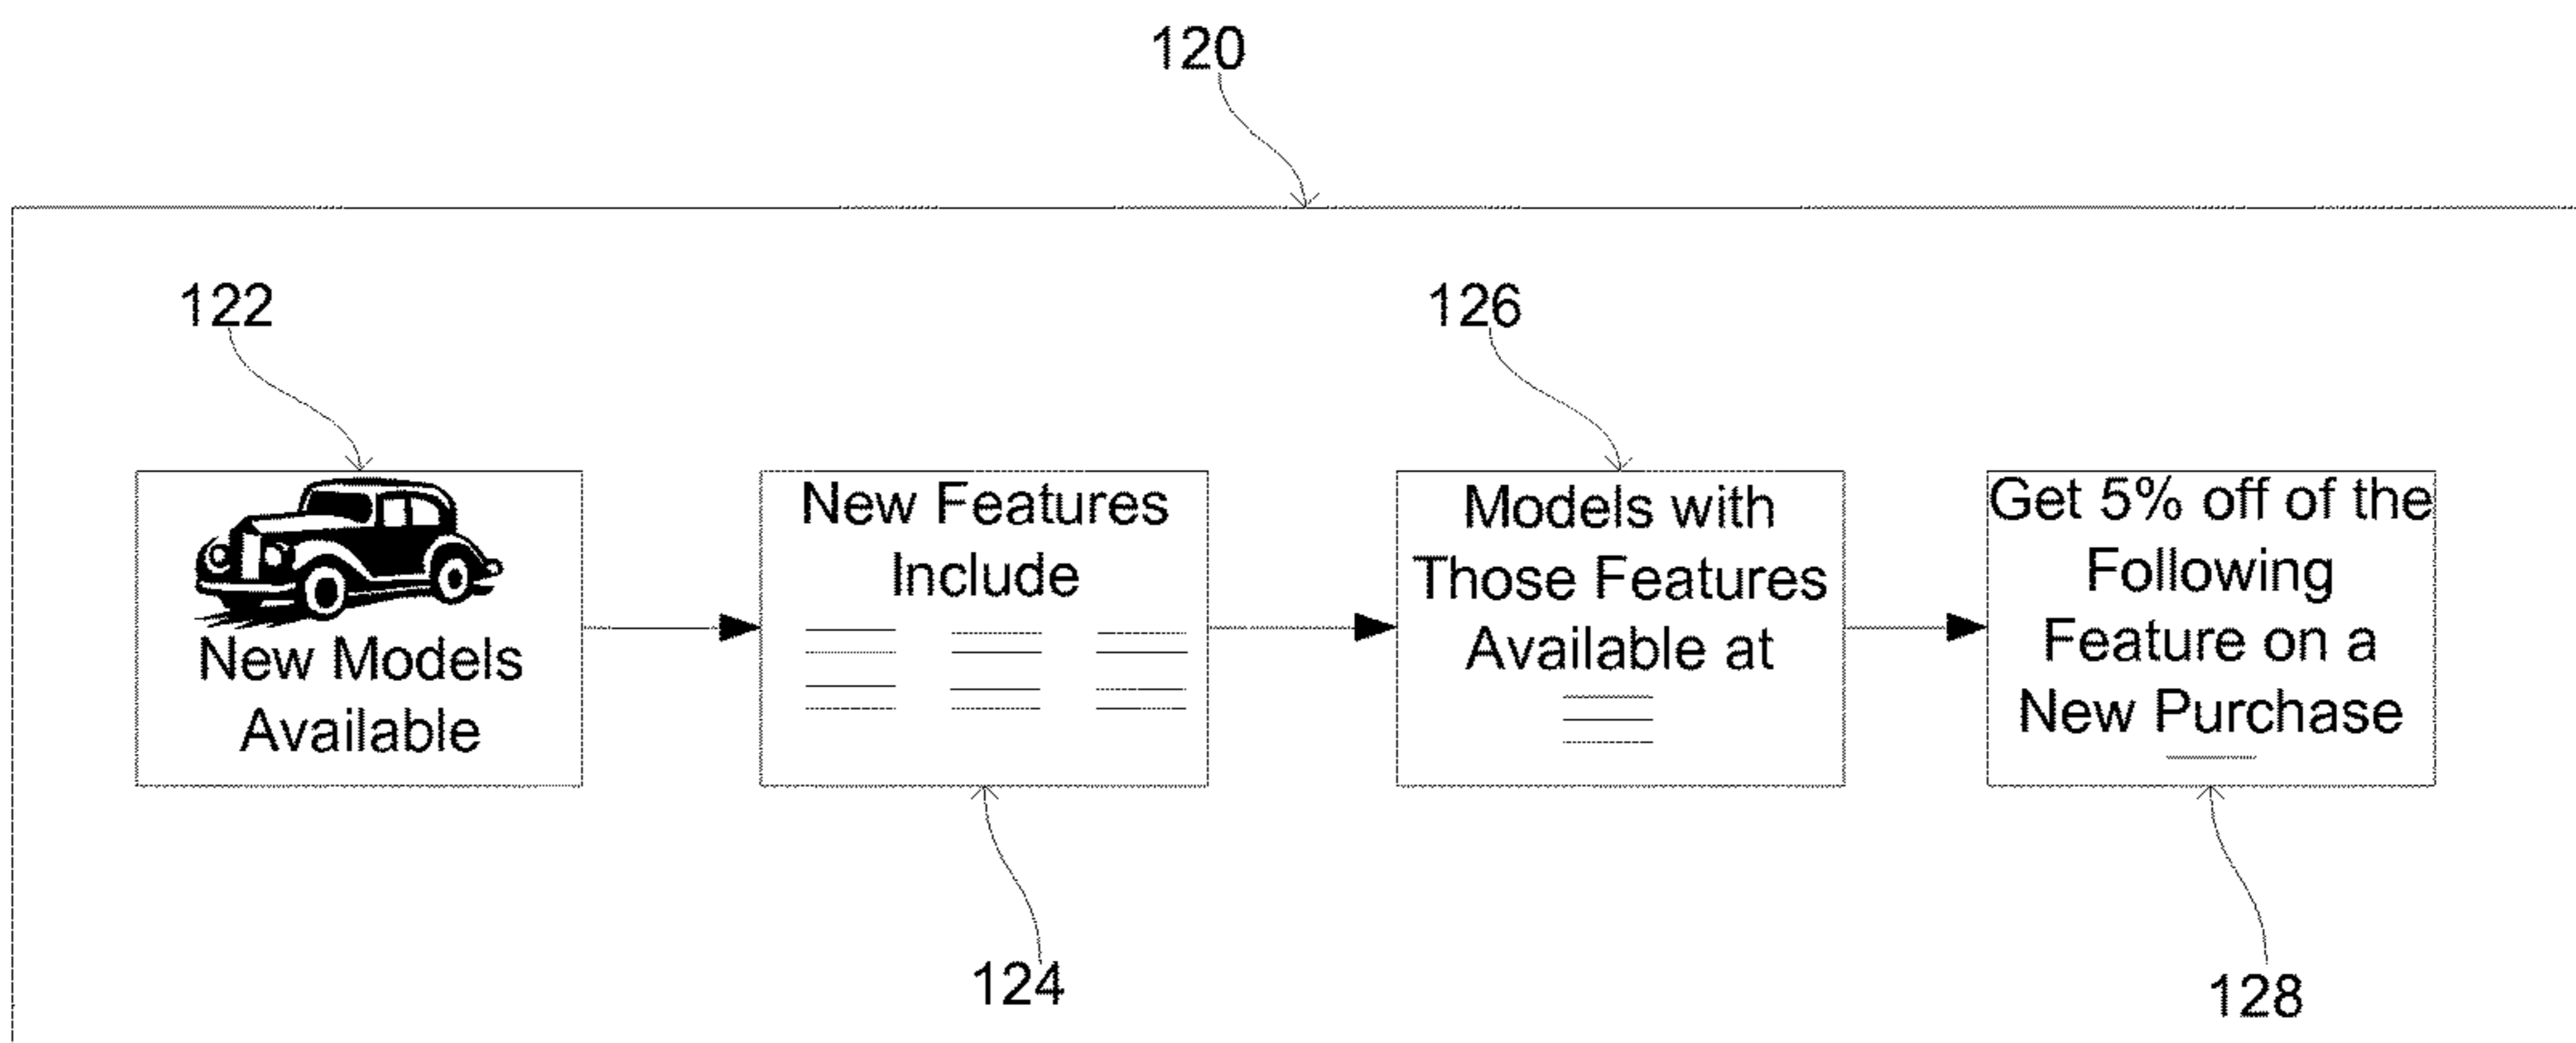 120
122
126
New Models
Available
New Features
Include
Models with
Those Features
Available at
Get 5% off of the
Following
Feature on a
New Purchase
124
128